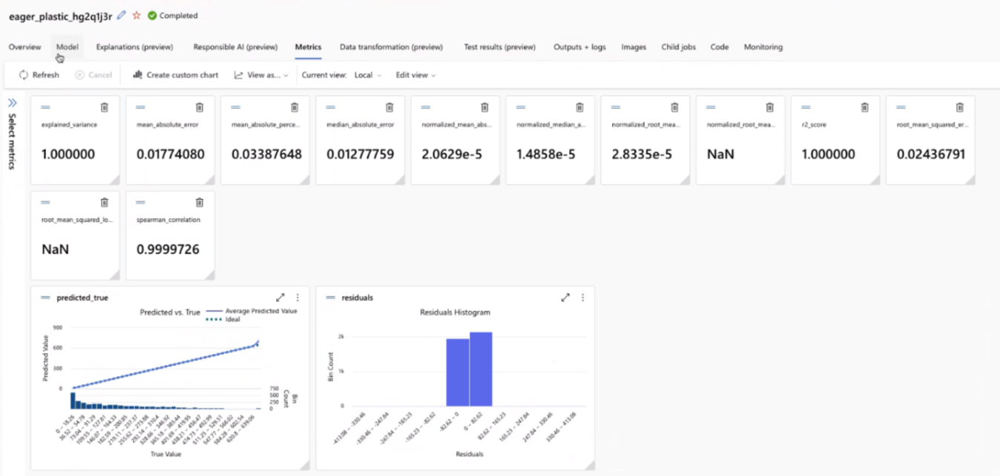 eager_plastic_hg2q1j3r Completed
Overview Model Explanations (preview) Responsible AI (preview) Metrics Data transformation (preview) Test results (preview) Outputs + logs Images Child jobs Code Monitoring
Refresh Cancel Create custom chart View as... Current view: Local Edit view
Select metrics
explained_variance
1.000000
mean_absolute_error
0.01774080
mean_absolute_perce...
0.03387648
median_absolute_error
0.01277759
normalized_mean_abs...
2.0629e-5
normalized_median_a...
1.4858e-5
normalized_root_mea...
2.8335e-5
normalized_root_mea...
NaN
r2_score
1.000000
root_mean_squared_er...
0.02436791
root_mean_squared_lo...
NaN
spearman_correlation
0.9999726
predicted_true
Predicted vs. True
Average Predicted Value
Ideal
Predicted Value
900
600
300
0
750
500
250
0
Bin Count
0 – 18.26
36.52 – 54.78
73.04 – 91.29
109.55 – 127.81
146.07 – 164.33
182.59 – 200.85
219.11 – 237.37
255.62 – 273.88
292.14 – 310.4
328.66 – 346.92
365.18 – 383.44
401.69 – 419.95
438.21 – 456.47
474.73 – 492.99
511.25 – 529.51
547.77 – 566.02
584.28 – 602.54
620.8 – 639.06
True Value
residuals
Residuals Histogram
Bin Count
2k
1k
0
-413.08 – -330.46
-330.46 – -247.84
-247.84 – -165.23
-165.23 – -82.62
-82.62 – 0
0 – 82.62
82.62 – 165.23
165.23 – 247.84
247.84 – 330.46
330.46 – 413.08
Residuals